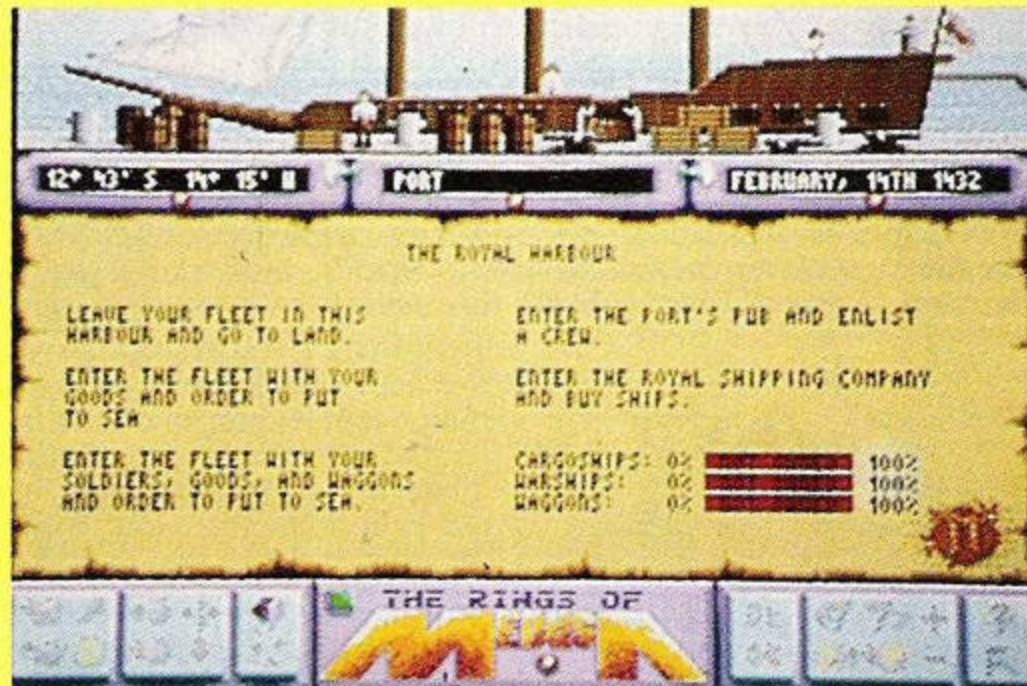 12° 43' S 14° 15' W
PORT
FEBRUARY, 14TH 1432
THE ROYAL HARBOUR
LEAVE YOUR FLEET IN THIS
HARBOUR AND GO TO LAND.
ENTER THE FLEET WITH YOUR
GOODS AND ORDER TO PUT
TO SEA
ENTER THE FLEET WITH YOUR
SOLDIERS, GOODS, AND WAGGONS
AND ORDER TO PUT TO SEA.
ENTER THE PORT'S PUB AND ENLIST
A CREW.
ENTER THE ROYAL SHIPPING COMPANY
AND BUY SHIPS.
CARGOSHIPS: 0% 100%
WARSHIPS: 0% 100%
WAGGONS: 0% 100%
THE RINGS OF
MEDUSA